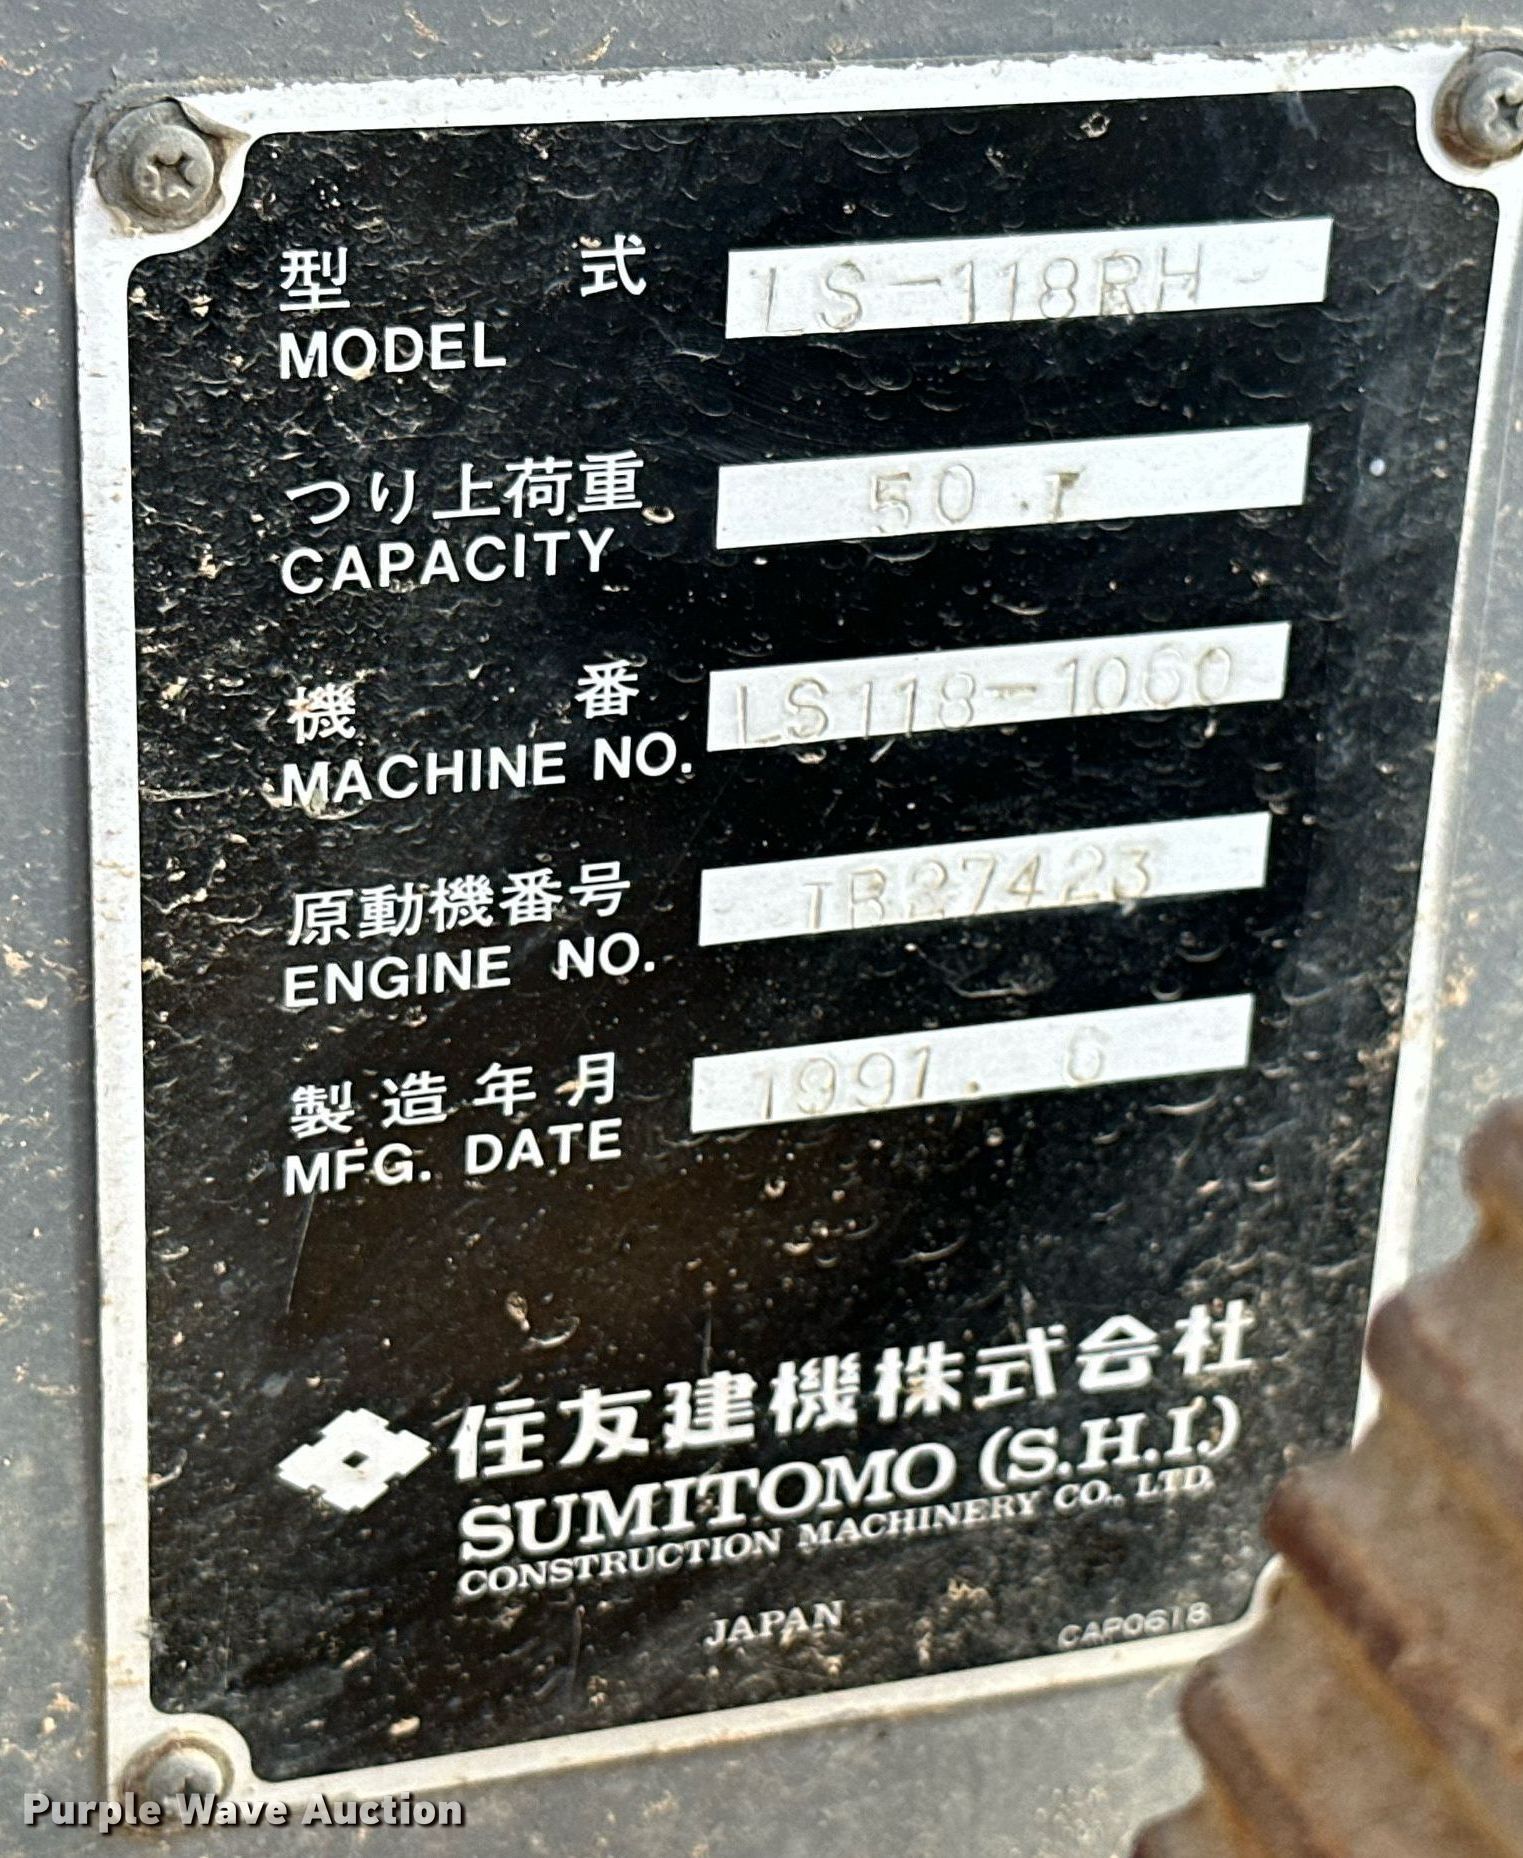 型式 LS-118RH
MODEL
つり上荷重 50 T
CAPACITY
機番 LS118-1060
MACHINE NO.
原動機番号 TB27423
ENGINE NO.
製造年月 1991. 6
MFG. DATE
住友建機株式会社
SUMITOMO (S.H.I.)
CONSTRUCTION MACHINERY CO., LTD.
JAPAN
CAP0618
Purple Wave Auction